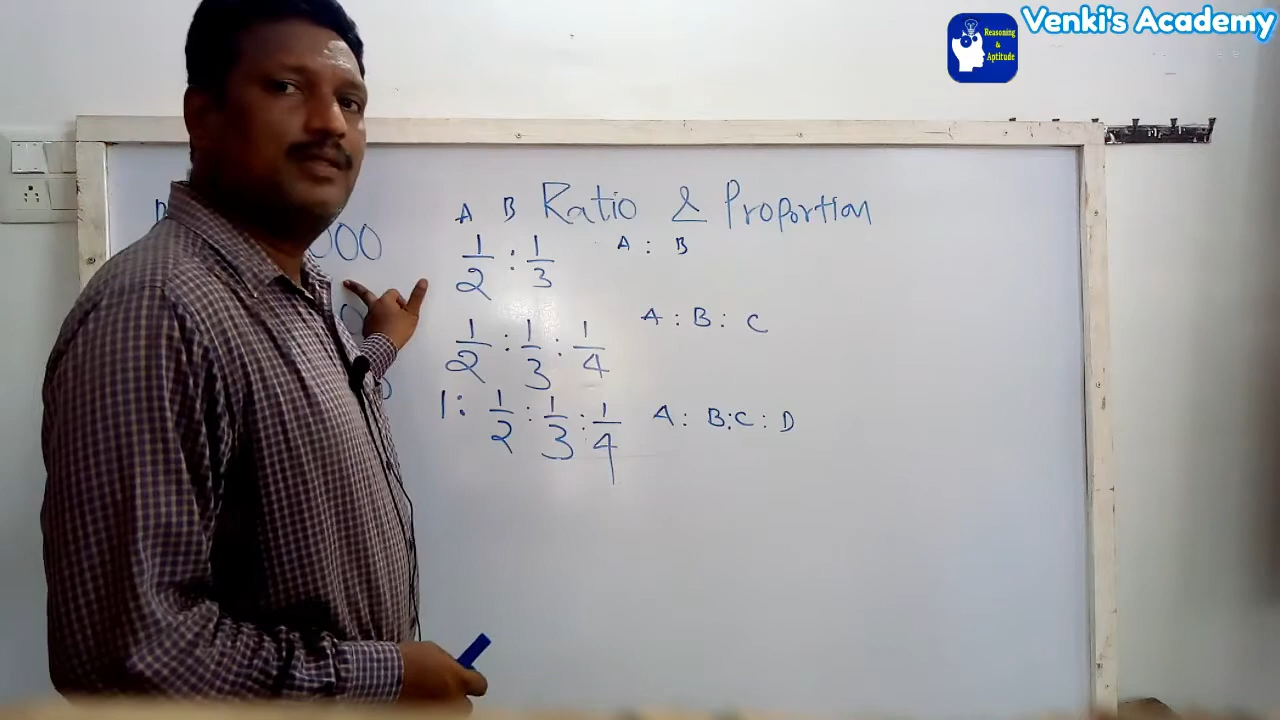 Venki's Academy
Reasoning
&
Aptitude
Ratio & Proportion
A B
1/2 : 1/3 A : B
1/2 : 1/3 : 1/4 A : B : C
1 : 1/2 : 1/3 : 1/4 A : B : C : D